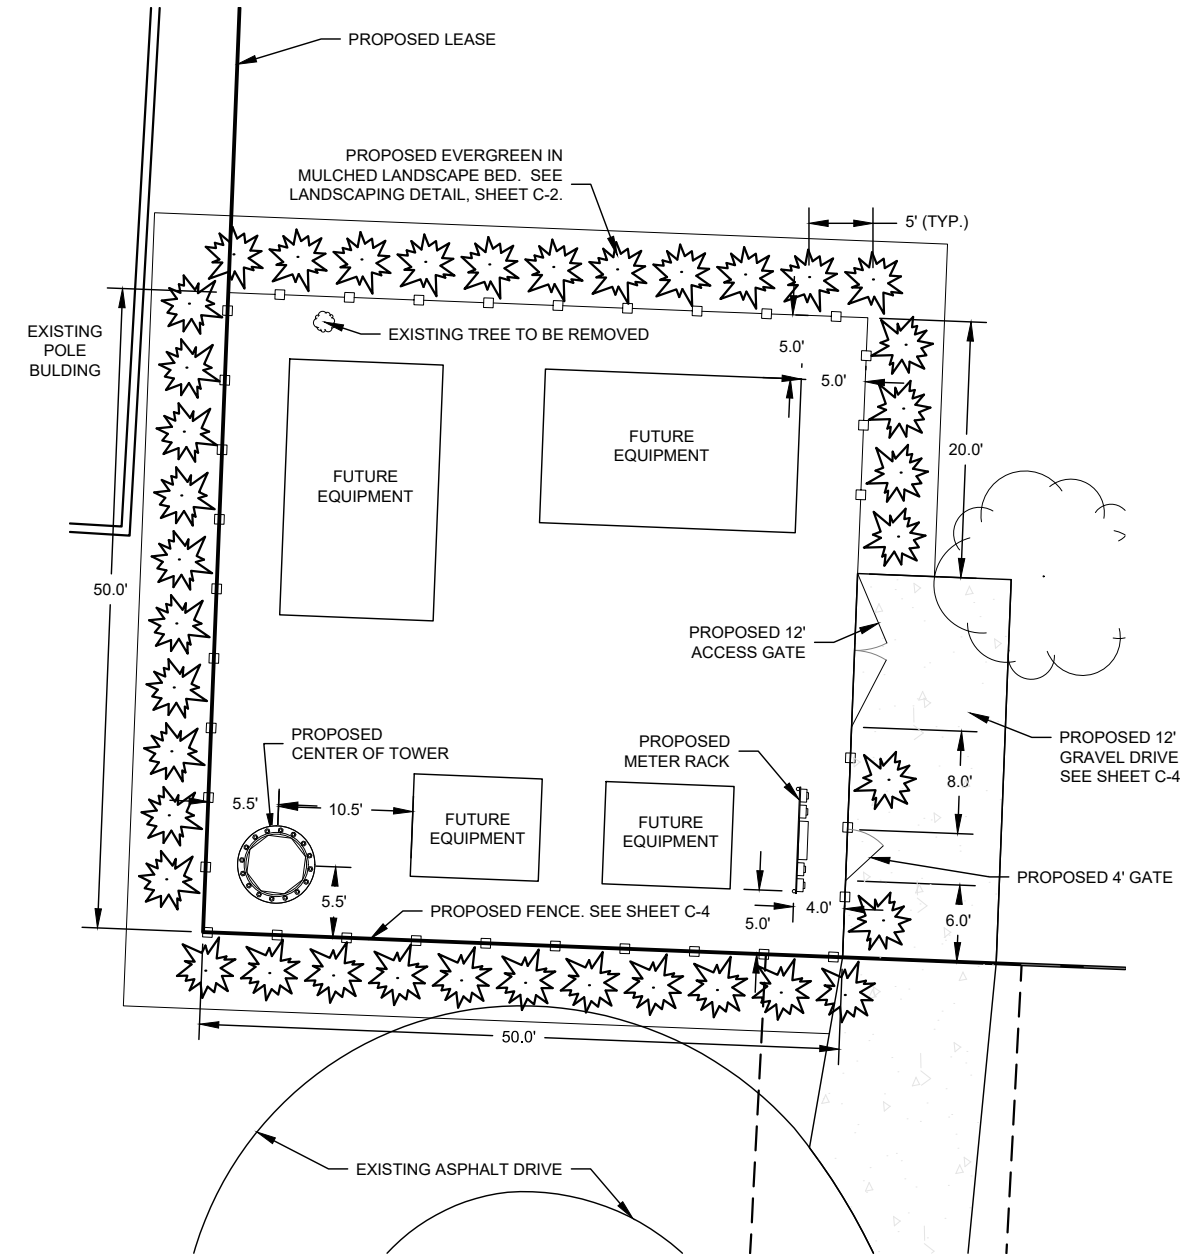 PROPOSED LEASE
PROPOSED EVERGREEN IN
MULCHED LANDSCAPE BED. SEE
LANDSCAPING DETAIL, SHEET C-2.
5' (TYP.)
EXISTING
POLE
BULDING
EXISTING TREE TO BE REMOVED
5.0'
5.0'
FUTURE
EQUIPMENT
FUTURE
EQUIPMENT
20.0'
50.0'
PROPOSED 12'
ACCESS GATE
PROPOSED
CENTER OF TOWER
PROPOSED
METER RACK
PROPOSED 12'
GRAVEL DRIVE
SEE SHEET C-4
8.0'
5.5'
10.5'
FUTURE
EQUIPMENT
FUTURE
EQUIPMENT
PROPOSED 4' GATE
5.5'
PROPOSED FENCE. SEE SHEET C-4
5.0'
4.0'
6.0'
50.0'
EXISTING ASPHALT DRIVE